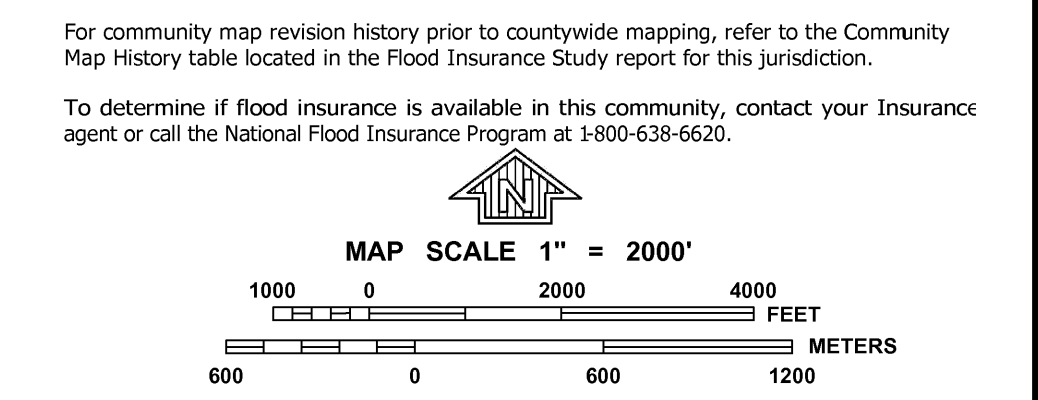 For community map revision history prior to countywide mapping, refer to the Community
Map History table located in the Flood Insurance Study report for this jurisdiction.
To determine if flood insurance is available in this community, contact your Insurance
agent or call the National Flood Insurance Program at 1-800-638-6620.
N
MAP SCALE 1" = 2000'
1000 0 2000 4000
FEET
METERS
600 0 600 1200